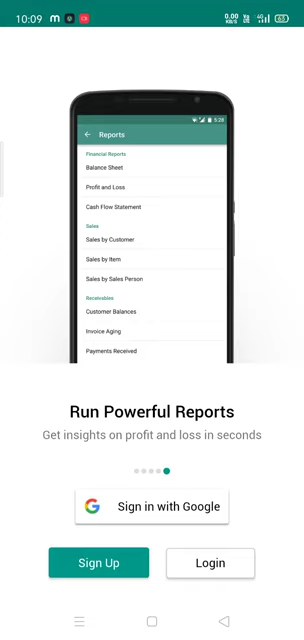 10:09
m
0.00
KB/S
4G
63
5:28
Reports
Financial Reports
Balance Sheet
Profit and Loss
Cash Flow Statement
Sales
Sales by Customer
Sales by Item
Sales by Sales Person
Receivables
Customer Balances
Invoice Aging
Payments Received
Run Powerful Reports
Get insights on profit and loss in seconds
Sign in with Google
Sign Up
Login